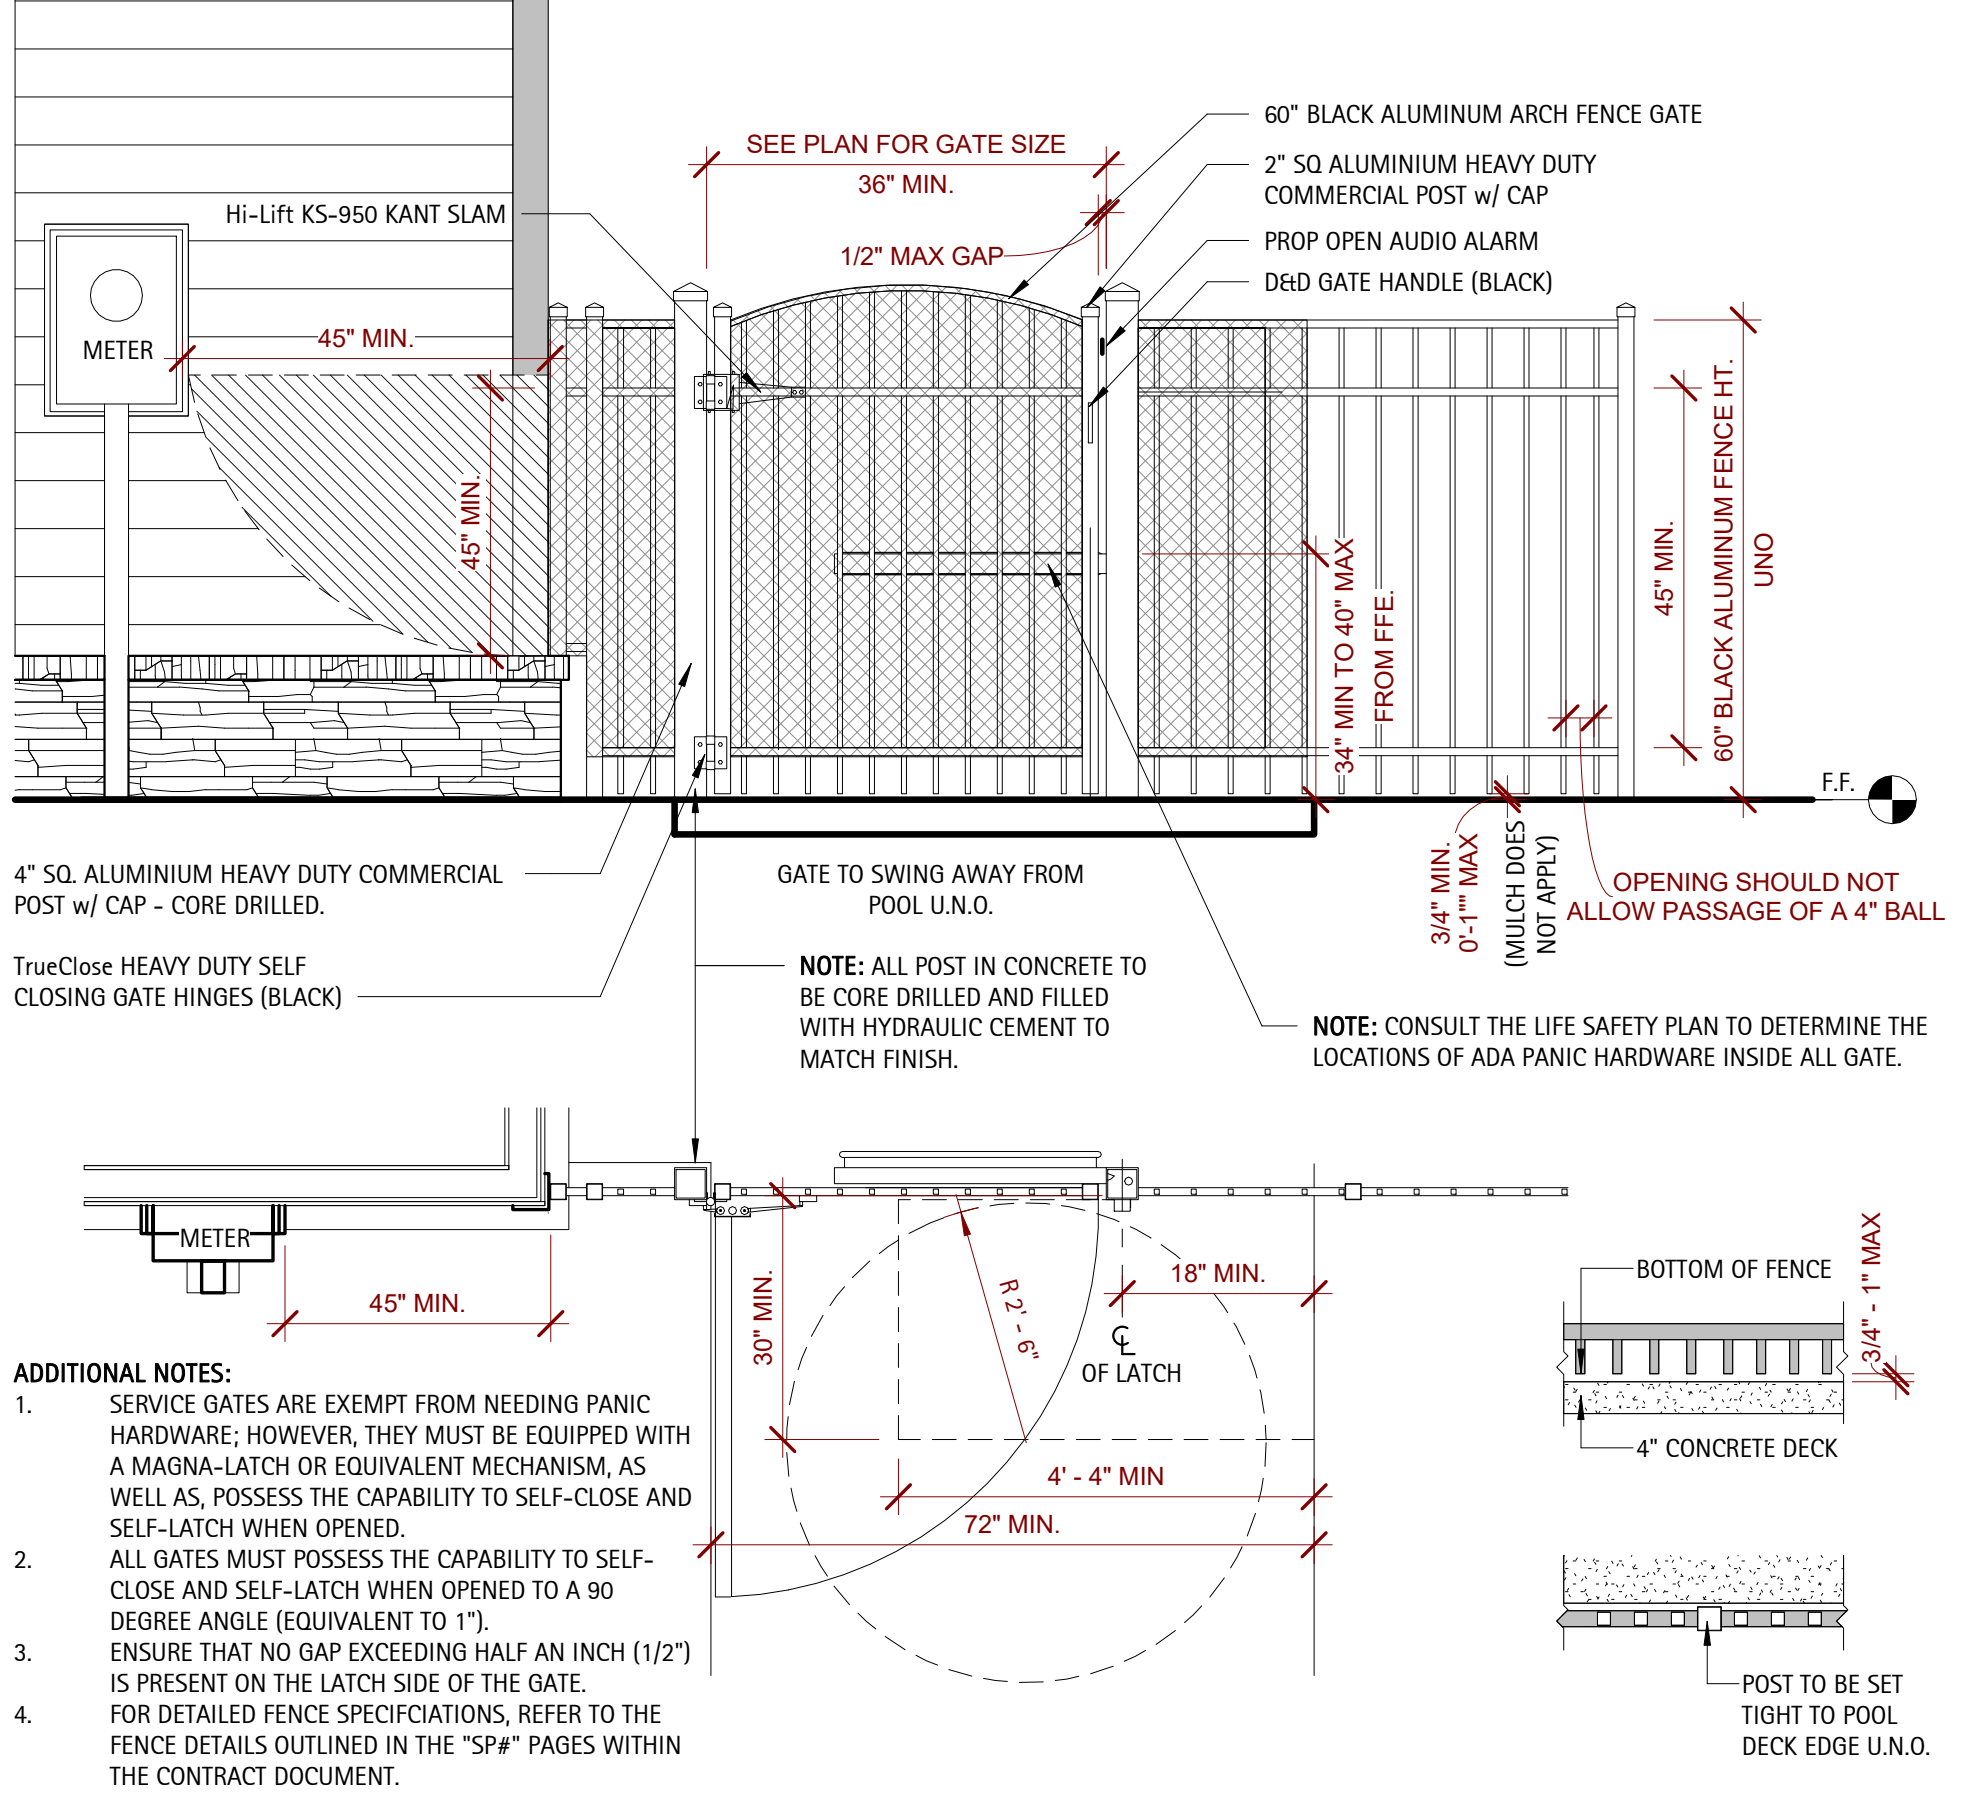 60" BLACK ALUMINUM ARCH FENCE GATE
SEE PLAN FOR GATE SIZE
36" MIN.
2" SQ ALUMINIUM HEAVY DUTY
COMMERCIAL POST w/ CAP
Hi-Lift KS-950 KANT SLAM
1/2" MAX GAP
PROP OPEN AUDIO ALARM
D&D GATE HANDLE (BLACK)
METER
45" MIN.
45" MIN.
34" MIN TO 40" MAX
FROM FFE.
45" MIN.
60" BLACK ALUMINUM FENCE HT.
UNO
F.F.
4" SQ. ALUMINIUM HEAVY DUTY COMMERCIAL
POST w/ CAP - CORE DRILLED.
GATE TO SWING AWAY FROM
POOL U.N.O.
3/4" MIN.
0'-1"" MAX
(MULCH DOES
NOT APPLY)
OPENING SHOULD NOT
ALLOW PASSAGE OF A 4" BALL
TrueClose HEAVY DUTY SELF
CLOSING GATE HINGES (BLACK)
NOTE: ALL POST IN CONCRETE TO
BE CORE DRILLED AND FILLED
WITH HYDRAULIC CEMENT TO
MATCH FINISH.
NOTE: CONSULT THE LIFE SAFETY PLAN TO DETERMINE THE
LOCATIONS OF ADA PANIC HARDWARE INSIDE ALL GATE.
METER
45" MIN.
30" MIN.
R 2' - 6"
18" MIN.
CL
OF LATCH
4' - 4" MIN
72" MIN.
BOTTOM OF FENCE
3/4" - 1" MAX
4" CONCRETE DECK
POST TO BE SET
TIGHT TO POOL
DECK EDGE U.N.O.
ADDITIONAL NOTES:
1. SERVICE GATES ARE EXEMPT FROM NEEDING PANIC
HARDWARE; HOWEVER, THEY MUST BE EQUIPPED WITH
A MAGNA-LATCH OR EQUIVALENT MECHANISM, AS
WELL AS, POSSESS THE CAPABILITY TO SELF-CLOSE AND
SELF-LATCH WHEN OPENED.
2. ALL GATES MUST POSSESS THE CAPABILITY TO SELF-
CLOSE AND SELF-LATCH WHEN OPENED TO A 90
DEGREE ANGLE (EQUIVALENT TO 1").
3. ENSURE THAT NO GAP EXCEEDING HALF AN INCH (1/2")
IS PRESENT ON THE LATCH SIDE OF THE GATE.
4. FOR DETAILED FENCE SPECIFCIATIONS, REFER TO THE
FENCE DETAILS OUTLINED IN THE "SP#" PAGES WITHIN
THE CONTRACT DOCUMENT.